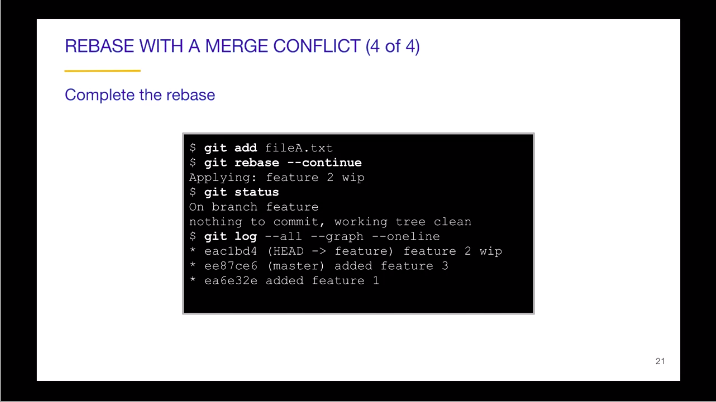 REBASE WITH A MERGE CONFLICT (4 of 4)
Complete the rebase
$ git add fileA.txt
$ git rebase --continue
Applying: feature 2 wip
$ git status
On branch feature
nothing to commit, working tree clean
$ git log --all --graph --oneline
* eac1bd4 (HEAD -> feature) feature 2 wip
* ee87ce6 (master) added feature 3
* ea6e32e added feature 1
21